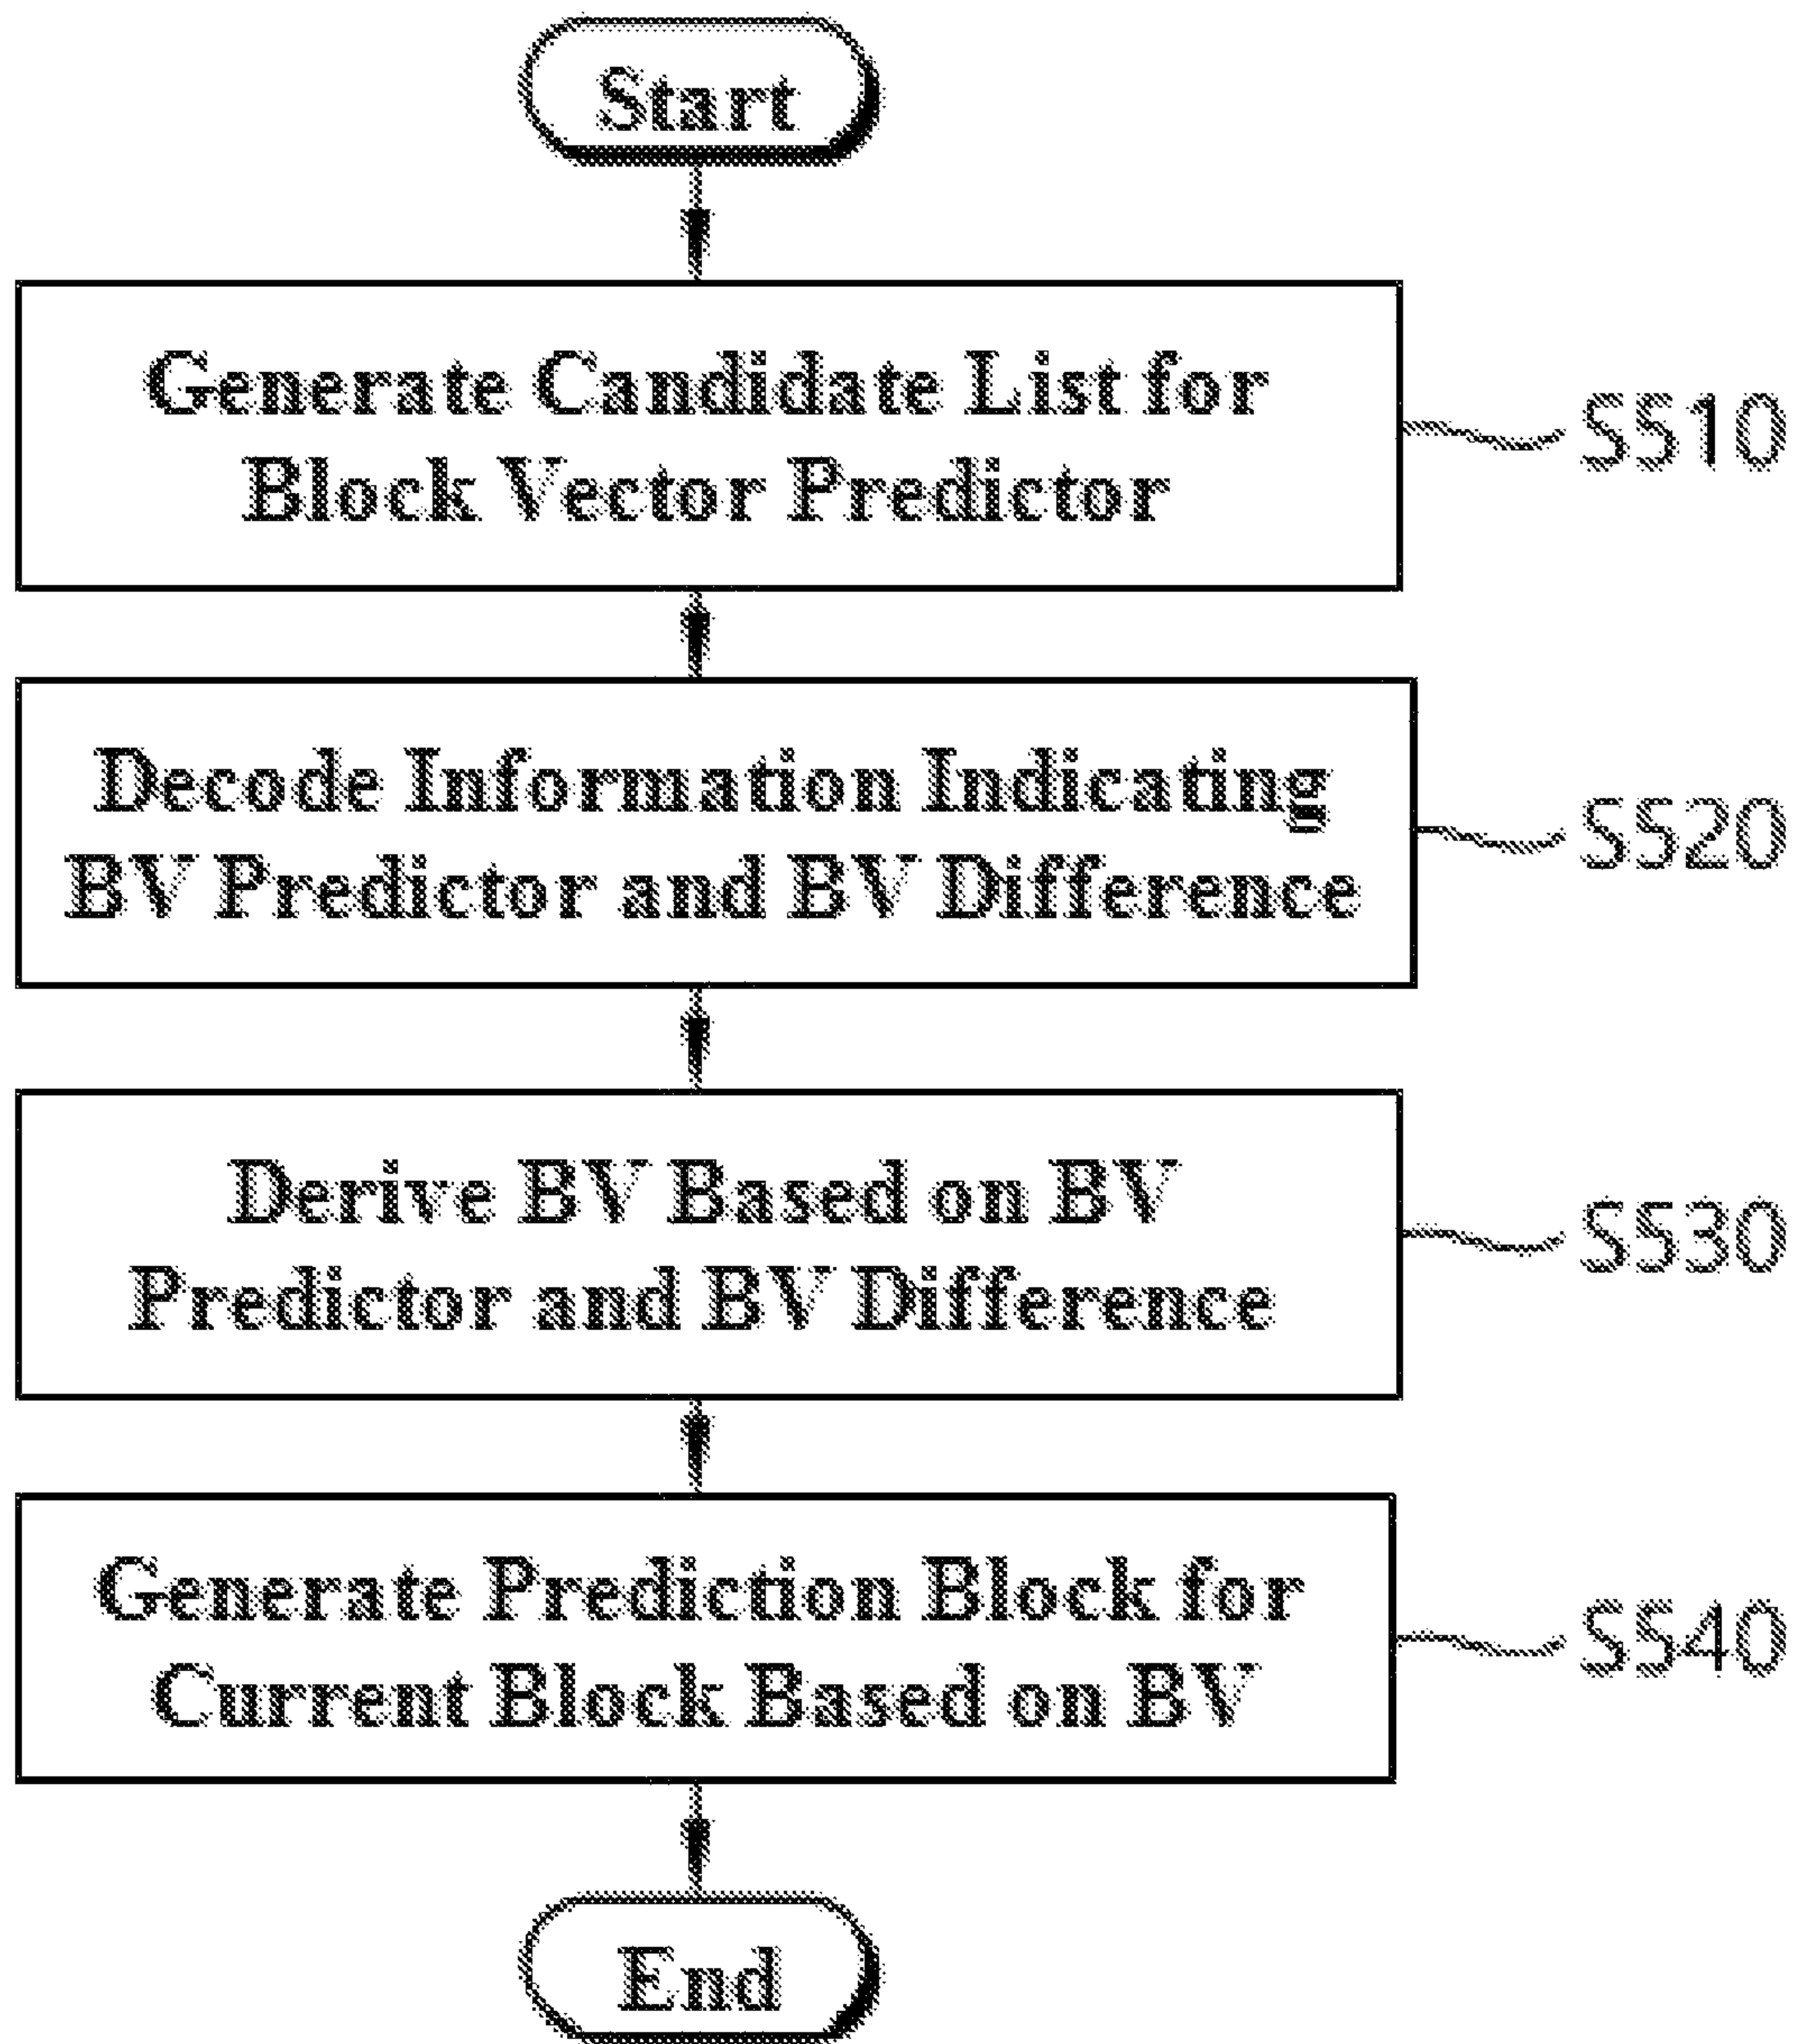 Start
Generate Candidate List for
Block Vector Predictor
S510
Decode Information Indicating
BV Predictor and BV Difference
S520
Derive BV Based on BV
Predictor and BV Difference
S530
Generate Prediction Block for
Current Block Based on BV
S540
End